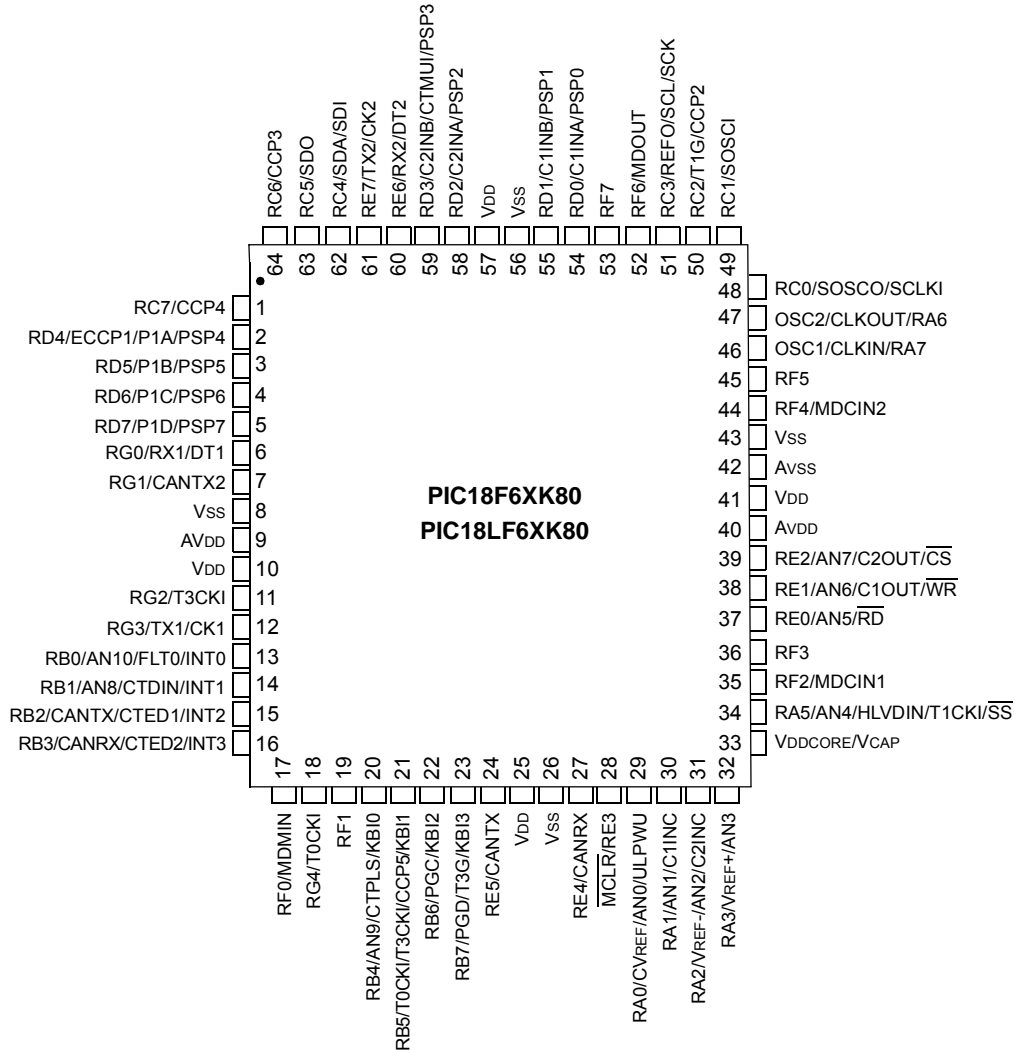 RC6/CCP3
RC5/SDO
RC4/SDA/SDI
RE7/TX2/CK2
RE6/RX2/DT2
RD3/C2INB/CTMUI/PSP3
RD2/C2INA/PSP2
VDD
VSS
RD1/C1INB/PSP1
RD0/C1INA/PSP0
RF7
RF6/MDOUT
RC3/REFO/SCL/SCK
RC2/T1G/CCP2
RC1/SOSCI
64
63
62
61
60
59
58
57
56
55
54
53
52
51
50
49
RC7/CCP4 1
RD4/ECCP1/P1A/PSP4 2
RD5/P1B/PSP5 3
RD6/P1C/PSP6 4
RD7/P1D/PSP7 5
RG0/RX1/DT1 6
RG1/CANTX2 7
VSS 8
AVDD 9
VDD 10
RG2/T3CKI 11
RG3/TX1/CK1 12
RB0/AN10/FLT0/INT0 13
RB1/AN8/CTDIN/INT1 14
RB2/CANTX/CTED1/INT2 15
RB3/CANRX/CTED2/INT3 16
PIC18F6XK80
PIC18LF6XK80
48 RC0/SOSCO/SCLKI
47 OSC2/CLKOUT/RA6
46 OSC1/CLKIN/RA7
45 RF5
44 RF4/MDCIN2
43 VSS
42 AVSS
41 VDD
40 AVDD
39 RE2/AN7/C2OUT/CS
38 RE1/AN6/C1OUT/WR
37 RE0/AN5/RD
36 RF3
35 RF2/MDCIN1
34 RA5/AN4/HLVDIN/T1CKI/SS
33 VDDCORE/VCAP
17
18
19
20
21
22
23
24
25
26
27
28
29
30
31
32
RF0/MDMIN
RG4/T0CKI
RF1
RB4/AN9/CTPLS/KBI0
RB5/T0CKI/T3CKI/CCP5/KBI1
RB6/PGC/KBI2
RB7/PGD/T3G/KBI3
RE5/CANTX
VDD
VSS
RE4/CANRX
MCLR/RE3
RA0/CVREF/AN0/ULPWU
RA1/AN1/C1INC
RA2/VREF-/AN2/C2INC
RA3/VREF+/AN3